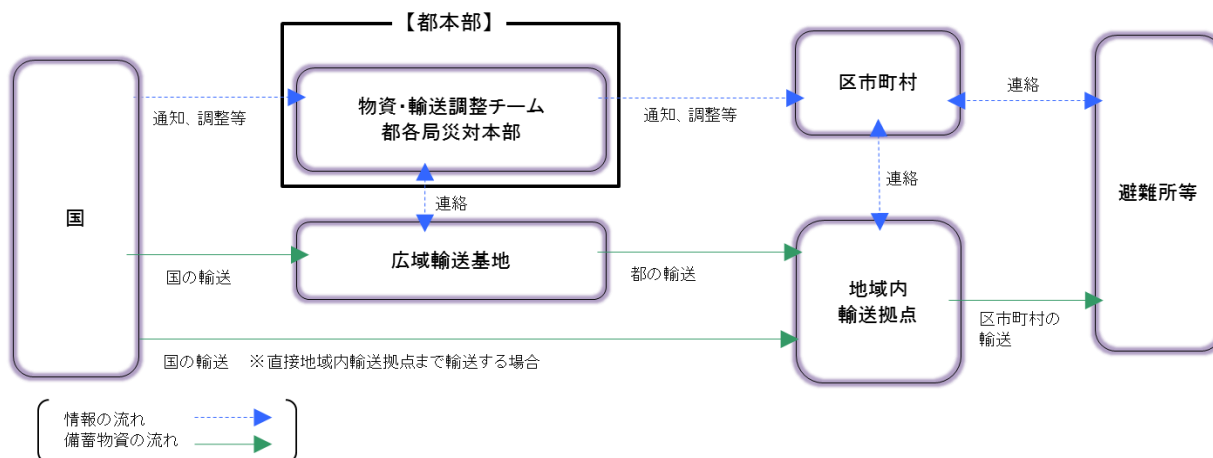 【都本部】
国
通知、調整等
物資・輸送調整チーム
都各局災対本部
通知、調整等
区市町村
連絡
避難所等
連絡
連絡
国の輸送
広域輸送基地
都の輸送
地域内
輸送拠点
区市町村の
輸送
国の輸送 ※直接地域内輸送拠点まで輸送する場合
情報の流れ
備蓄物資の流れ